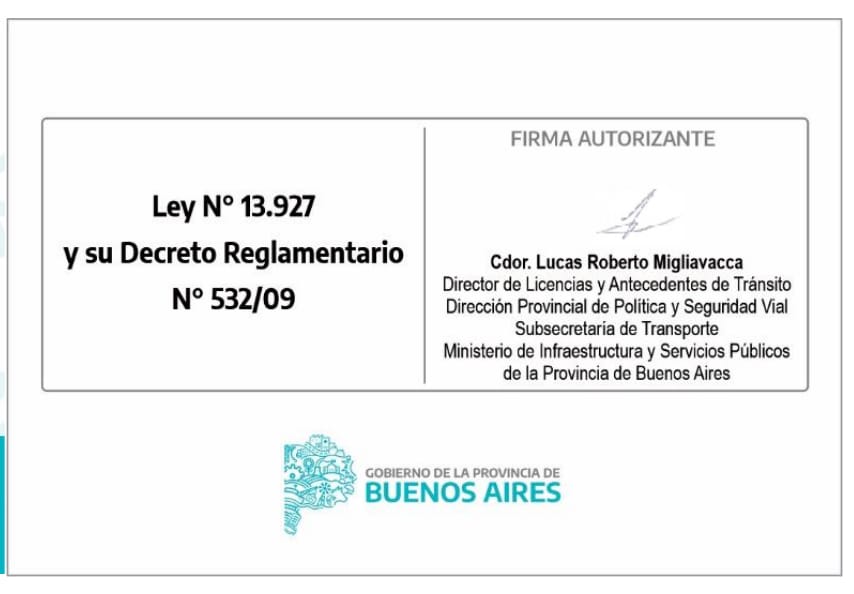 Ley N° 13.927
y su Decreto Reglamentario
N° 532/09
FIRMA AUTORIZANTE
Cdor. Lucas Roberto Migliavacca
Director de Licencias y Antecedentes de Tránsito
Dirección Provincial de Política y Seguridad Vial
Subsecretaría de Transporte
Ministerio de Infraestructura y Servicios Públicos
de la Provincia de Buenos Aires
GOBIERNO DE LA PROVINCIA DE
BUENOS AIRES